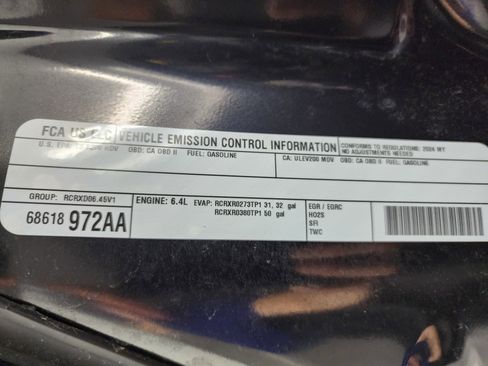 FCA US LLC VEHICLE EMISSION CONTROL INFORMATION
CONFORMS TO REGULATIONS: 2024 MY
NO ADJUSTMENTS NEEDED.
U.S. EPA: MDV OBD: CA OBD II FUEL: GASOLINE
CA: ULEV200 MDV OBD: CA OBD II FUEL: GASOLINE
GROUP: RCRXD06.45V1
ENGINE: 6.4L EVAP: RCRXR0273TP1 31, 32 gal
RCRXR0380TP1 50 gal
EGR / EGRC
HO2S
SFI
TWC
68618 972AA